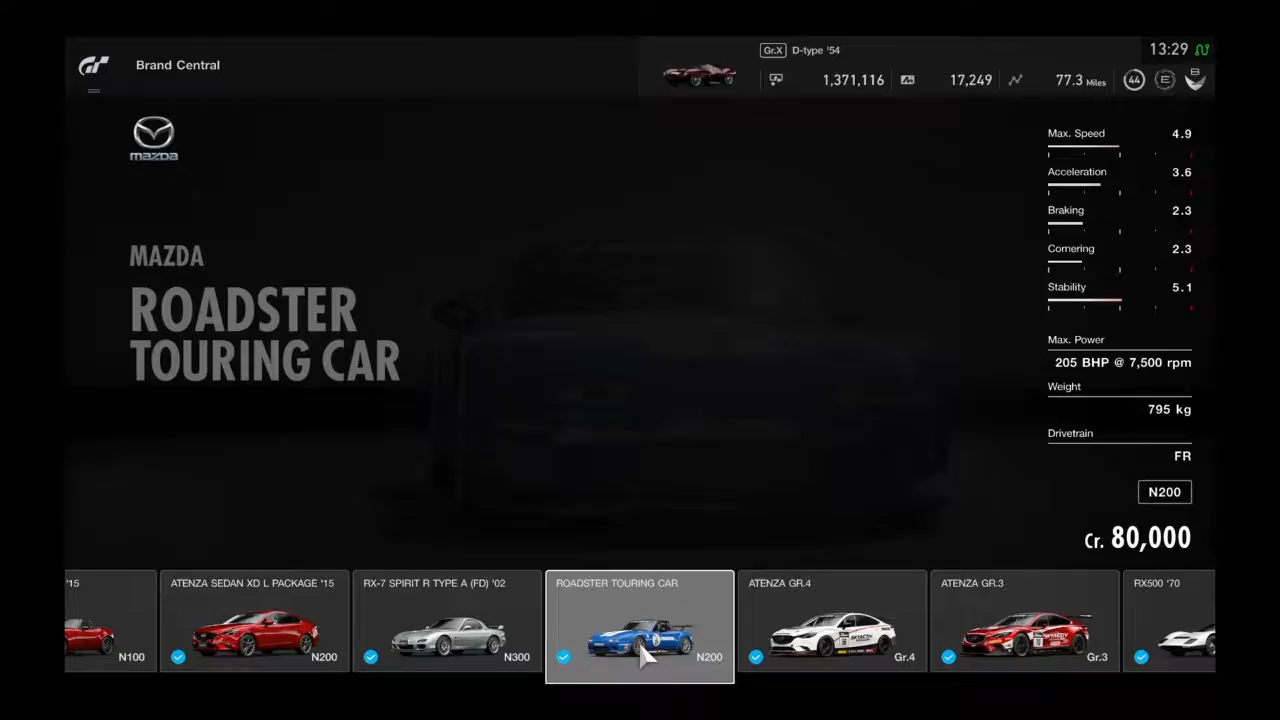 Brand Central
Gr.X D-type '54
13:29
1,371,116
17,249
77.3 Miles
44
E
B
mazda
MAZDA
ROADSTER
TOURING CAR
Max. Speed 4.9
Acceleration 3.6
Braking 2.3
Cornering 2.3
Stability 5.1
Max. Power
205 BHP @ 7,500 rpm
Weight
795 kg
Drivetrain
FR
N200
Cr. 80,000
'15
N100
ATENZA SEDAN XD L PACKAGE '15
N200
RX-7 SPIRIT R TYPE A (FD) '02
N300
ROADSTER TOURING CAR
N200
ATENZA GR.4
Gr.4
ATENZA GR.3
Gr.3
RX500 '70